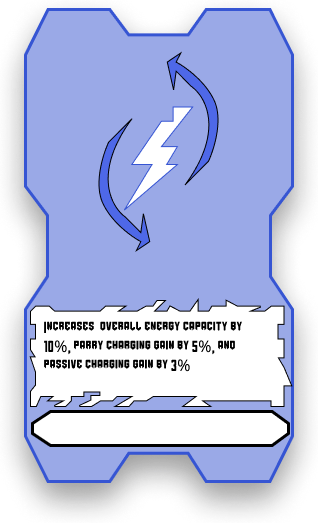 Increases overall energy capacity by
10%, parry charging gain by 5%, and
passive charging gain by 3%